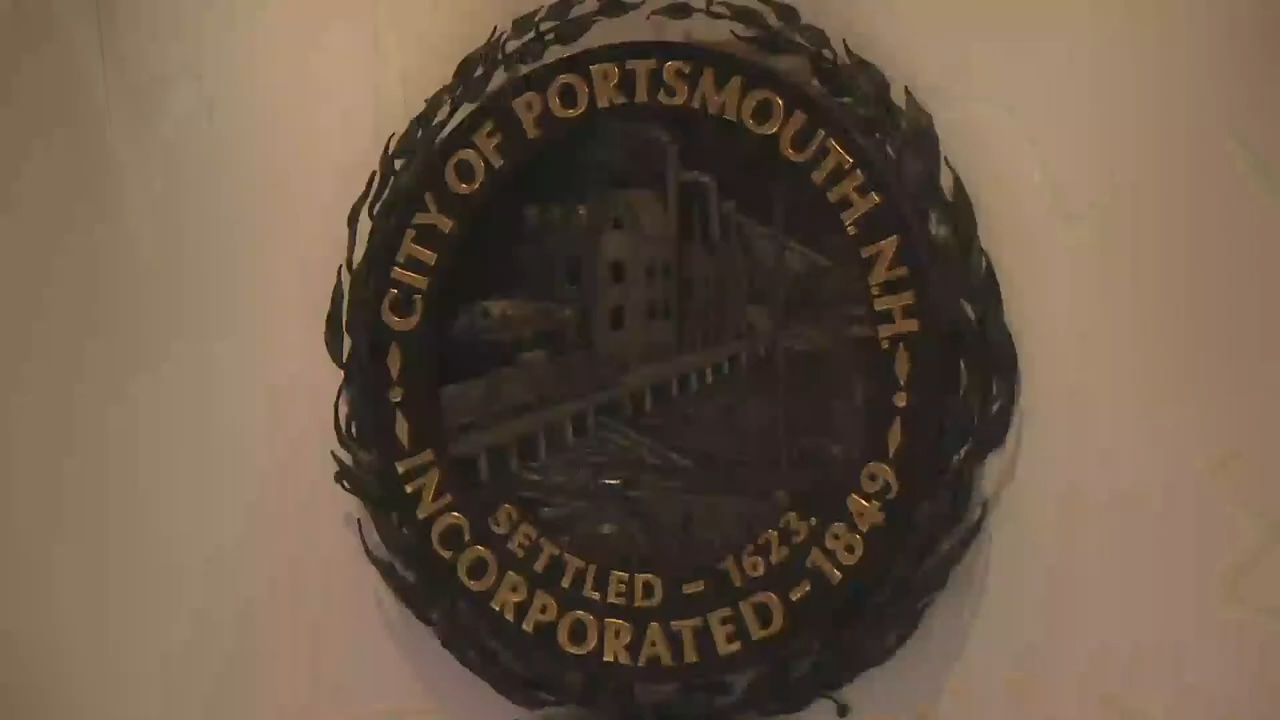 CITY OF PORTSMOUTH, N.H.
SETTLED - 1623.
INCORPORATED - 1849